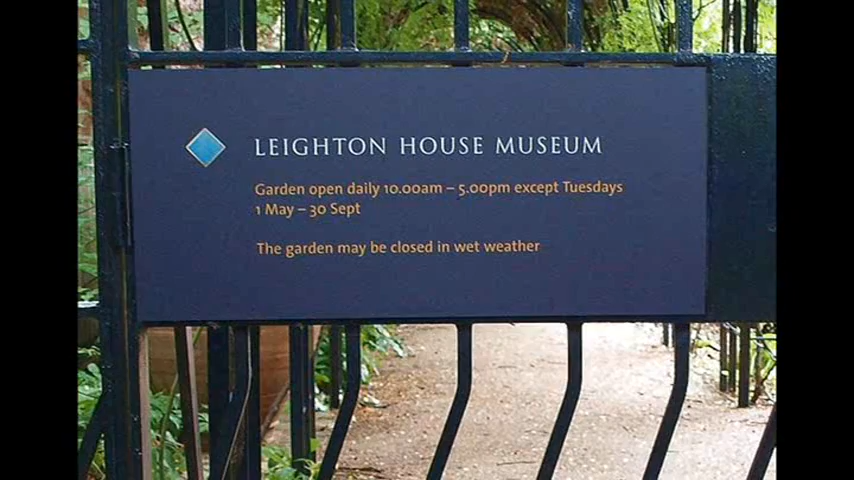 LEIGHTON HOUSE MUSEUM
Garden open daily 10.00am – 5.00pm except Tuesdays
1 May – 30 Sept
The garden may be closed in wet weather